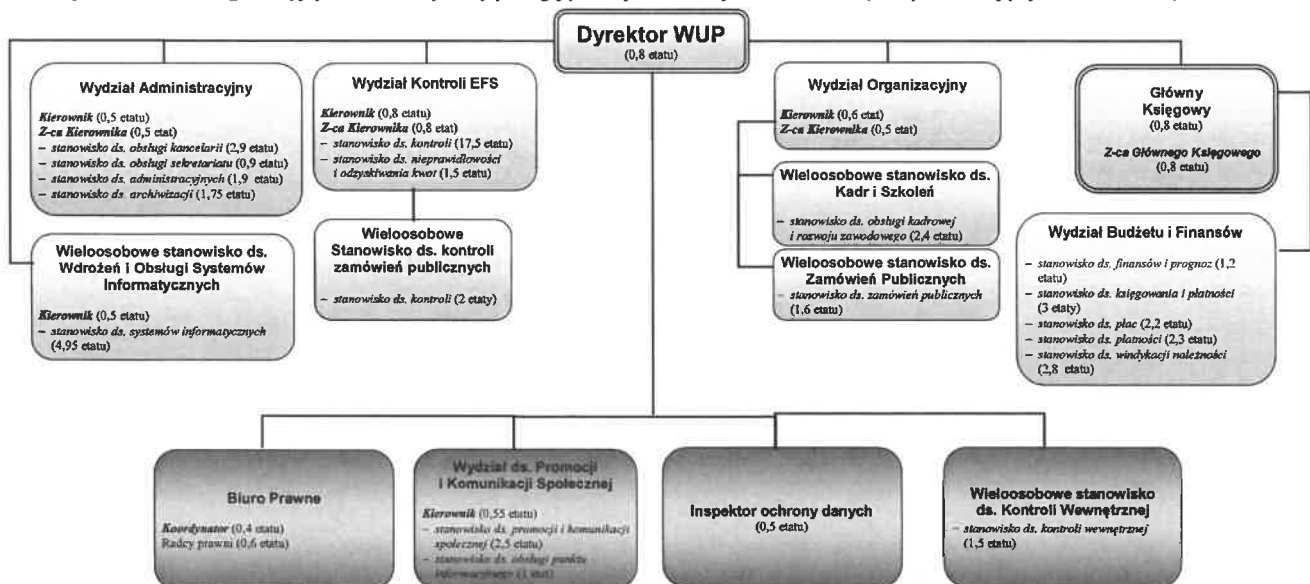 Dyrektor WUP
(0,8 etatu)
Wydział Administracyjny
Kierownik (0,5 etatu)
Z-ca Kierownika (0,5 etat)
– stanowisko ds. obsługi kancelarii (2,9 etatu)
– stanowisko ds. obsługi sekretariatu (0,9 etatu)
– stanowisko ds. administracyjnych (1,9 etatu)
– stanowisko ds. archiwizacji (1,75 etatu)
Wieloosobowe stanowisko ds.
Wdrożeń i Obsługi Systemów
Informatycznych
Kierownik (0,5 etatu)
– stanowisko ds. systemów informatycznych
(4,95 etatu)
Wydział Kontroli EFS
Kierownik (0,8 etatu)
Z-ca Kierownika (0,8 etat)
– stanowisko ds. kontroli (17,5 etatu)
– stanowisko ds. nieprawidłowości
i odzyskiwania kwot (1,5 etatu)
Wieloosobowe
Stanowisko ds. kontroli
zamówień publicznych
– stanowisko ds. kontroli (2 etaty)
Wydział Organizacyjny
Kierownik (0,6 etat)
Z-ca Kierownika (0,5 etat)
Wieloosobowe stanowisko ds.
Kadr i Szkoleń
– stanowisko ds. obsługi kadrowej
i rozwoju zawodowego (2,4 etatu)
Wieloosobowe stanowisko ds.
Zamówień Publicznych
– stanowisko ds. zamówień publicznych
(1,6 etatu)
Główny
Księgowy
(0,8 etatu)
Z-ca Głównego Księgowego
(0,8 etatu)
Wydział Budżetu i Finansów
– stanowisko ds. finansów i prognoz (1,2
etatu)
– stanowisko ds. księgowania i płatności
(3 etaty)
– stanowisko ds. płac (2,2 etatu)
– stanowisko ds. płatności (2,3 etatu)
– stanowisko ds. windykacji należności
(2,8 etatu)
Biuro Prawne
Koordynator (0,4 etatu)
Radcy prawni (0,6 etatu)
Wydział ds. Promocji
i Komunikacji Społecznej
Kierownik (0,55 etatu)
– stanowisko ds. promocji i komunikacji
społecznej (2,5 etatu)
– stanowisko ds. obsługi punktu
informacyjnego (1 etat)
Inspektor ochrony danych
(0,5 etatu)
Wieloosobowe stanowisko
ds. Kontroli Wewnętrznej
– stanowisko ds. kontroli wewnętrznej
(1,5 etatu)